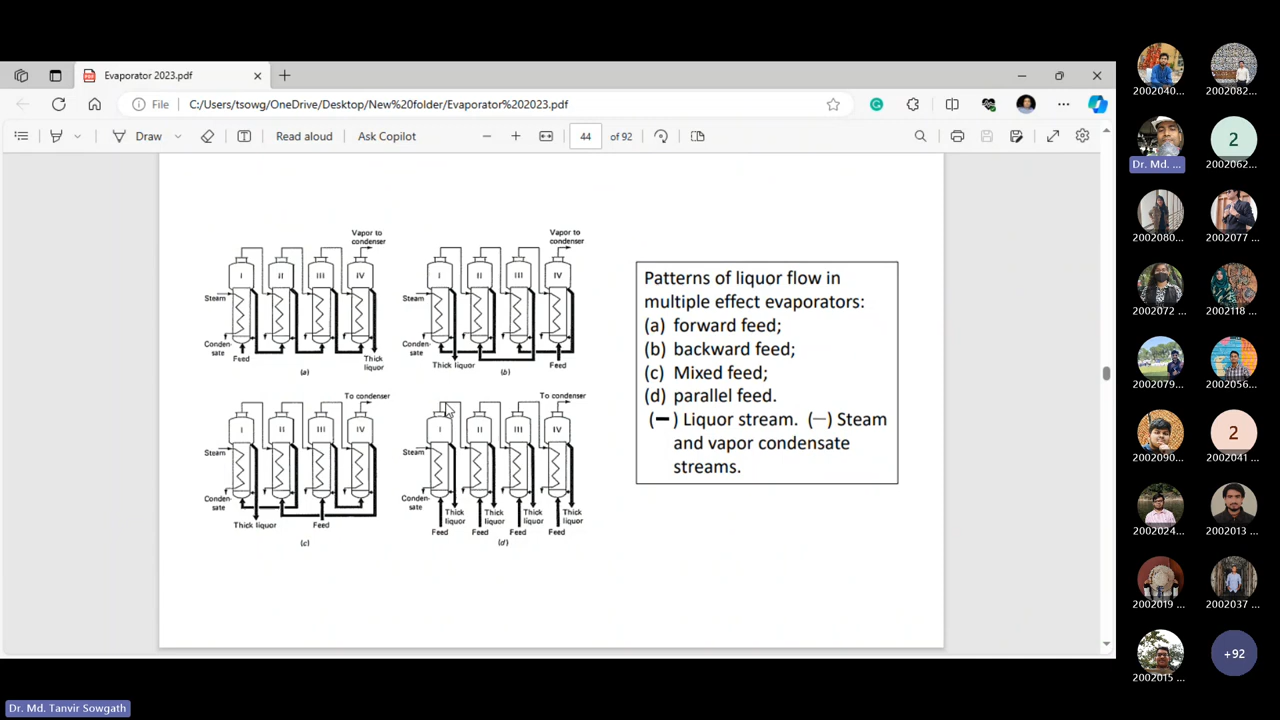 Evaporator 2023.pdf
File
C:/Users/tsowg/OneDrive/Desktop/New%20folder/Evaporator%202023.pdf
Draw
Read aloud
Ask Copilot
44
of 92
Vapor to
condenser
I
II
III
IV
Steam
Conden-
sate
Feed
Thick
liquor
(a)
Vapor to
condenser
I
II
III
IV
Steam
Conden-
sate
Thick liquor
Feed
(b)
To condenser
I
II
III
IV
Steam
Conden-
sate
Thick liquor
Feed
(c)
To condenser
I
II
III
IV
Steam
Conden-
sate
Thick
liquor
Thick
liquor
Thick
liquor
Thick
liquor
Feed
Feed
Feed
Feed
(d)
Patterns of liquor flow in
multiple effect evaporators:
(a) forward feed;
(b) backward feed;
(c) Mixed feed;
(d) parallel feed.
(━ ) Liquor stream. (─) Steam
and vapor condensate
streams.
2002040...
2002082...
Dr. Md. ...
2
2002062...
2002080...
2002077 ...
2002072 ...
2002118 ...
2002079...
2002056...
2002090...
2
2002041 ...
2002024...
2002013 ...
2002019 ...
2002037 ...
2002015 ...
+92
Dr. Md. Tanvir Sowgath